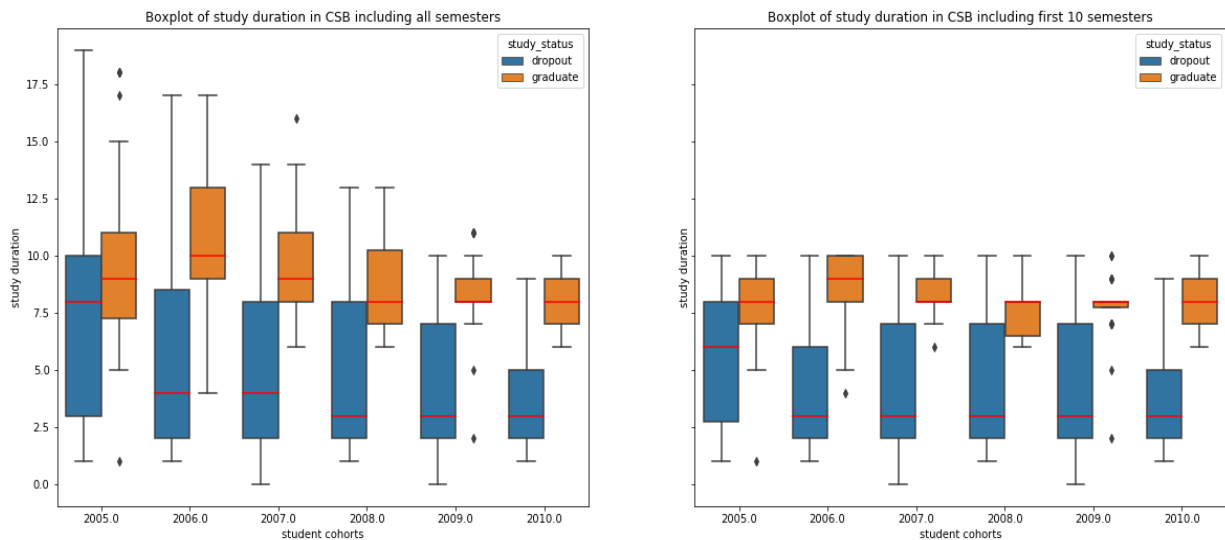 Boxplot of study duration in CSB including all semesters
study_status
dropout
graduate
17.5
15.0
12.5
10.0
7.5
5.0
2.5
0.0
study duration
2005.0 2006.0 2007.0 2008.0 2009.0 2010.0
student cohorts
Boxplot of study duration in CSB including first 10 semesters
study_status
dropout
graduate
study duration
2005.0 2006.0 2007.0 2008.0 2009.0 2010.0
student cohorts